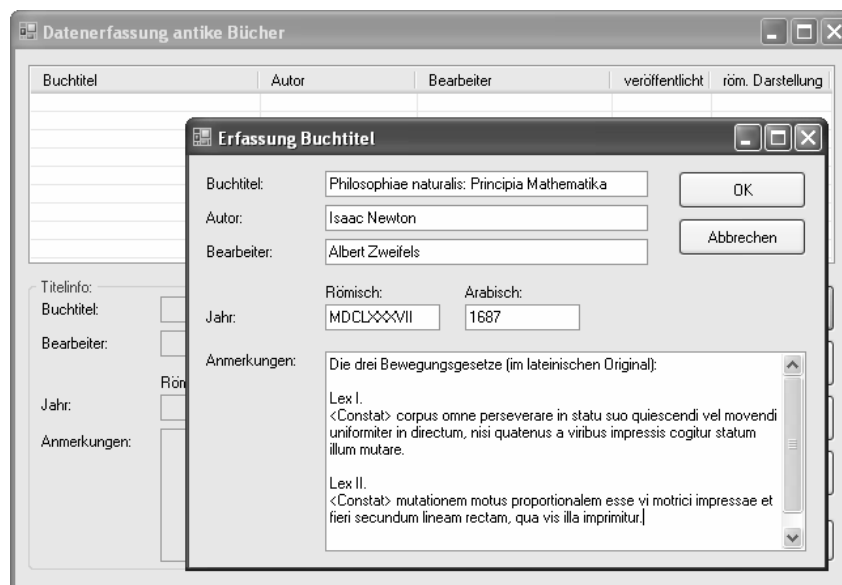 Datenerfassung antike Bücher
Buchtitel Autor Bearbeiter veröffentlicht röm. Darstellung
Erfassung Buchtitel
Buchtitel: Philosophiae naturalis: Principia Mathematika OK
Autor: Isaac Newton
Abbrechen
Bearbeiter: Albert Zweifels
Römisch: Arabisch:
Jahr: MDCLXXXVII 1687
Anmerkungen: Die drei Bewegungsgesetze (im lateinischen Original):
Lex I.
<Constat> corpus omne perseverare in statu suo quiescendi vel movendi
uniformiter in directum, nisi quatenus a viribus impressis cogitur statum
illum mutare.
Lex II.
<Constat> mutationem motus proportionalem esse vi motrici impressae et
fieri secundum lineam rectam, qua vis illa imprimitur.
Titelinfo:
Buchtitel:
Bearbeiter:
Röm
Jahr:
Anmerkungen: